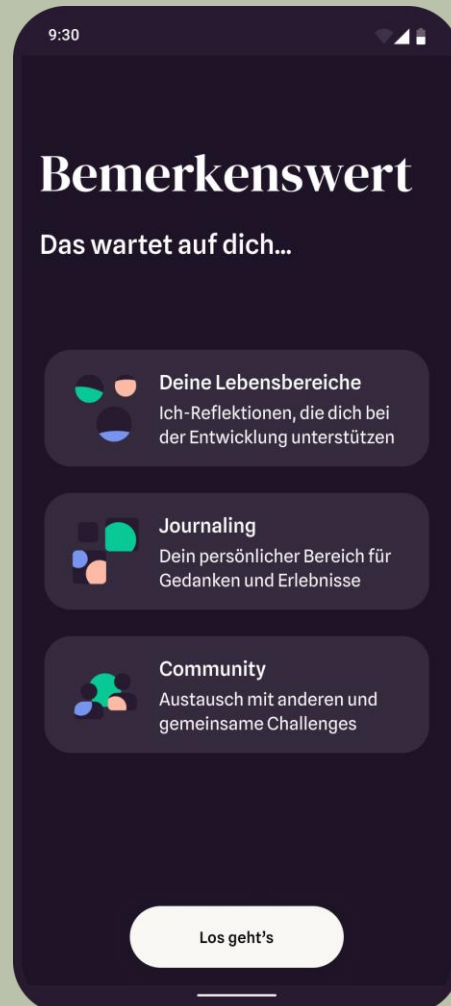 9:30
Bemerkenswert
Das wartet auf dich...
Deine Lebensbereiche
Ich-Reflektionen, die dich bei
der Entwicklung unterstützen
Journaling
Dein persönlicher Bereich für
Gedanken und Erlebnisse
Community
Austausch mit anderen und
gemeinsame Challenges
Los geht's